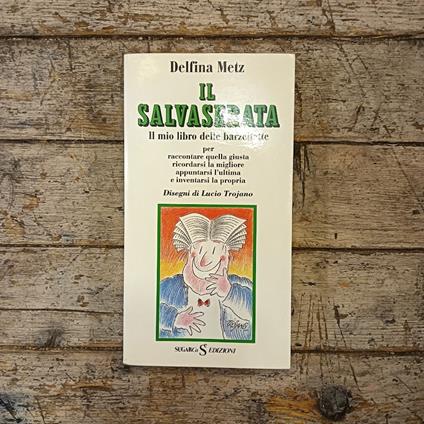 Delfina Metz
IL
SALVASERATA
Il mio libro delle barzellette
per
raccontare quella giusta
ricordarsi la migliore
appuntarsi l'ultima
e inventarsi la propria
Disegni di Lucio Trojano
SUGARCo S EDIZIONI